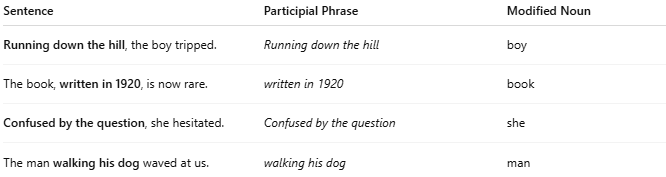 Sentence Participial Phrase Modified Noun
Running down the hill, the boy tripped. Running down the hill boy
The book, written in 1920, is now rare. written in 1920 book
Confused by the question, she hesitated. Confused by the question she
The man walking his dog waved at us. walking his dog man